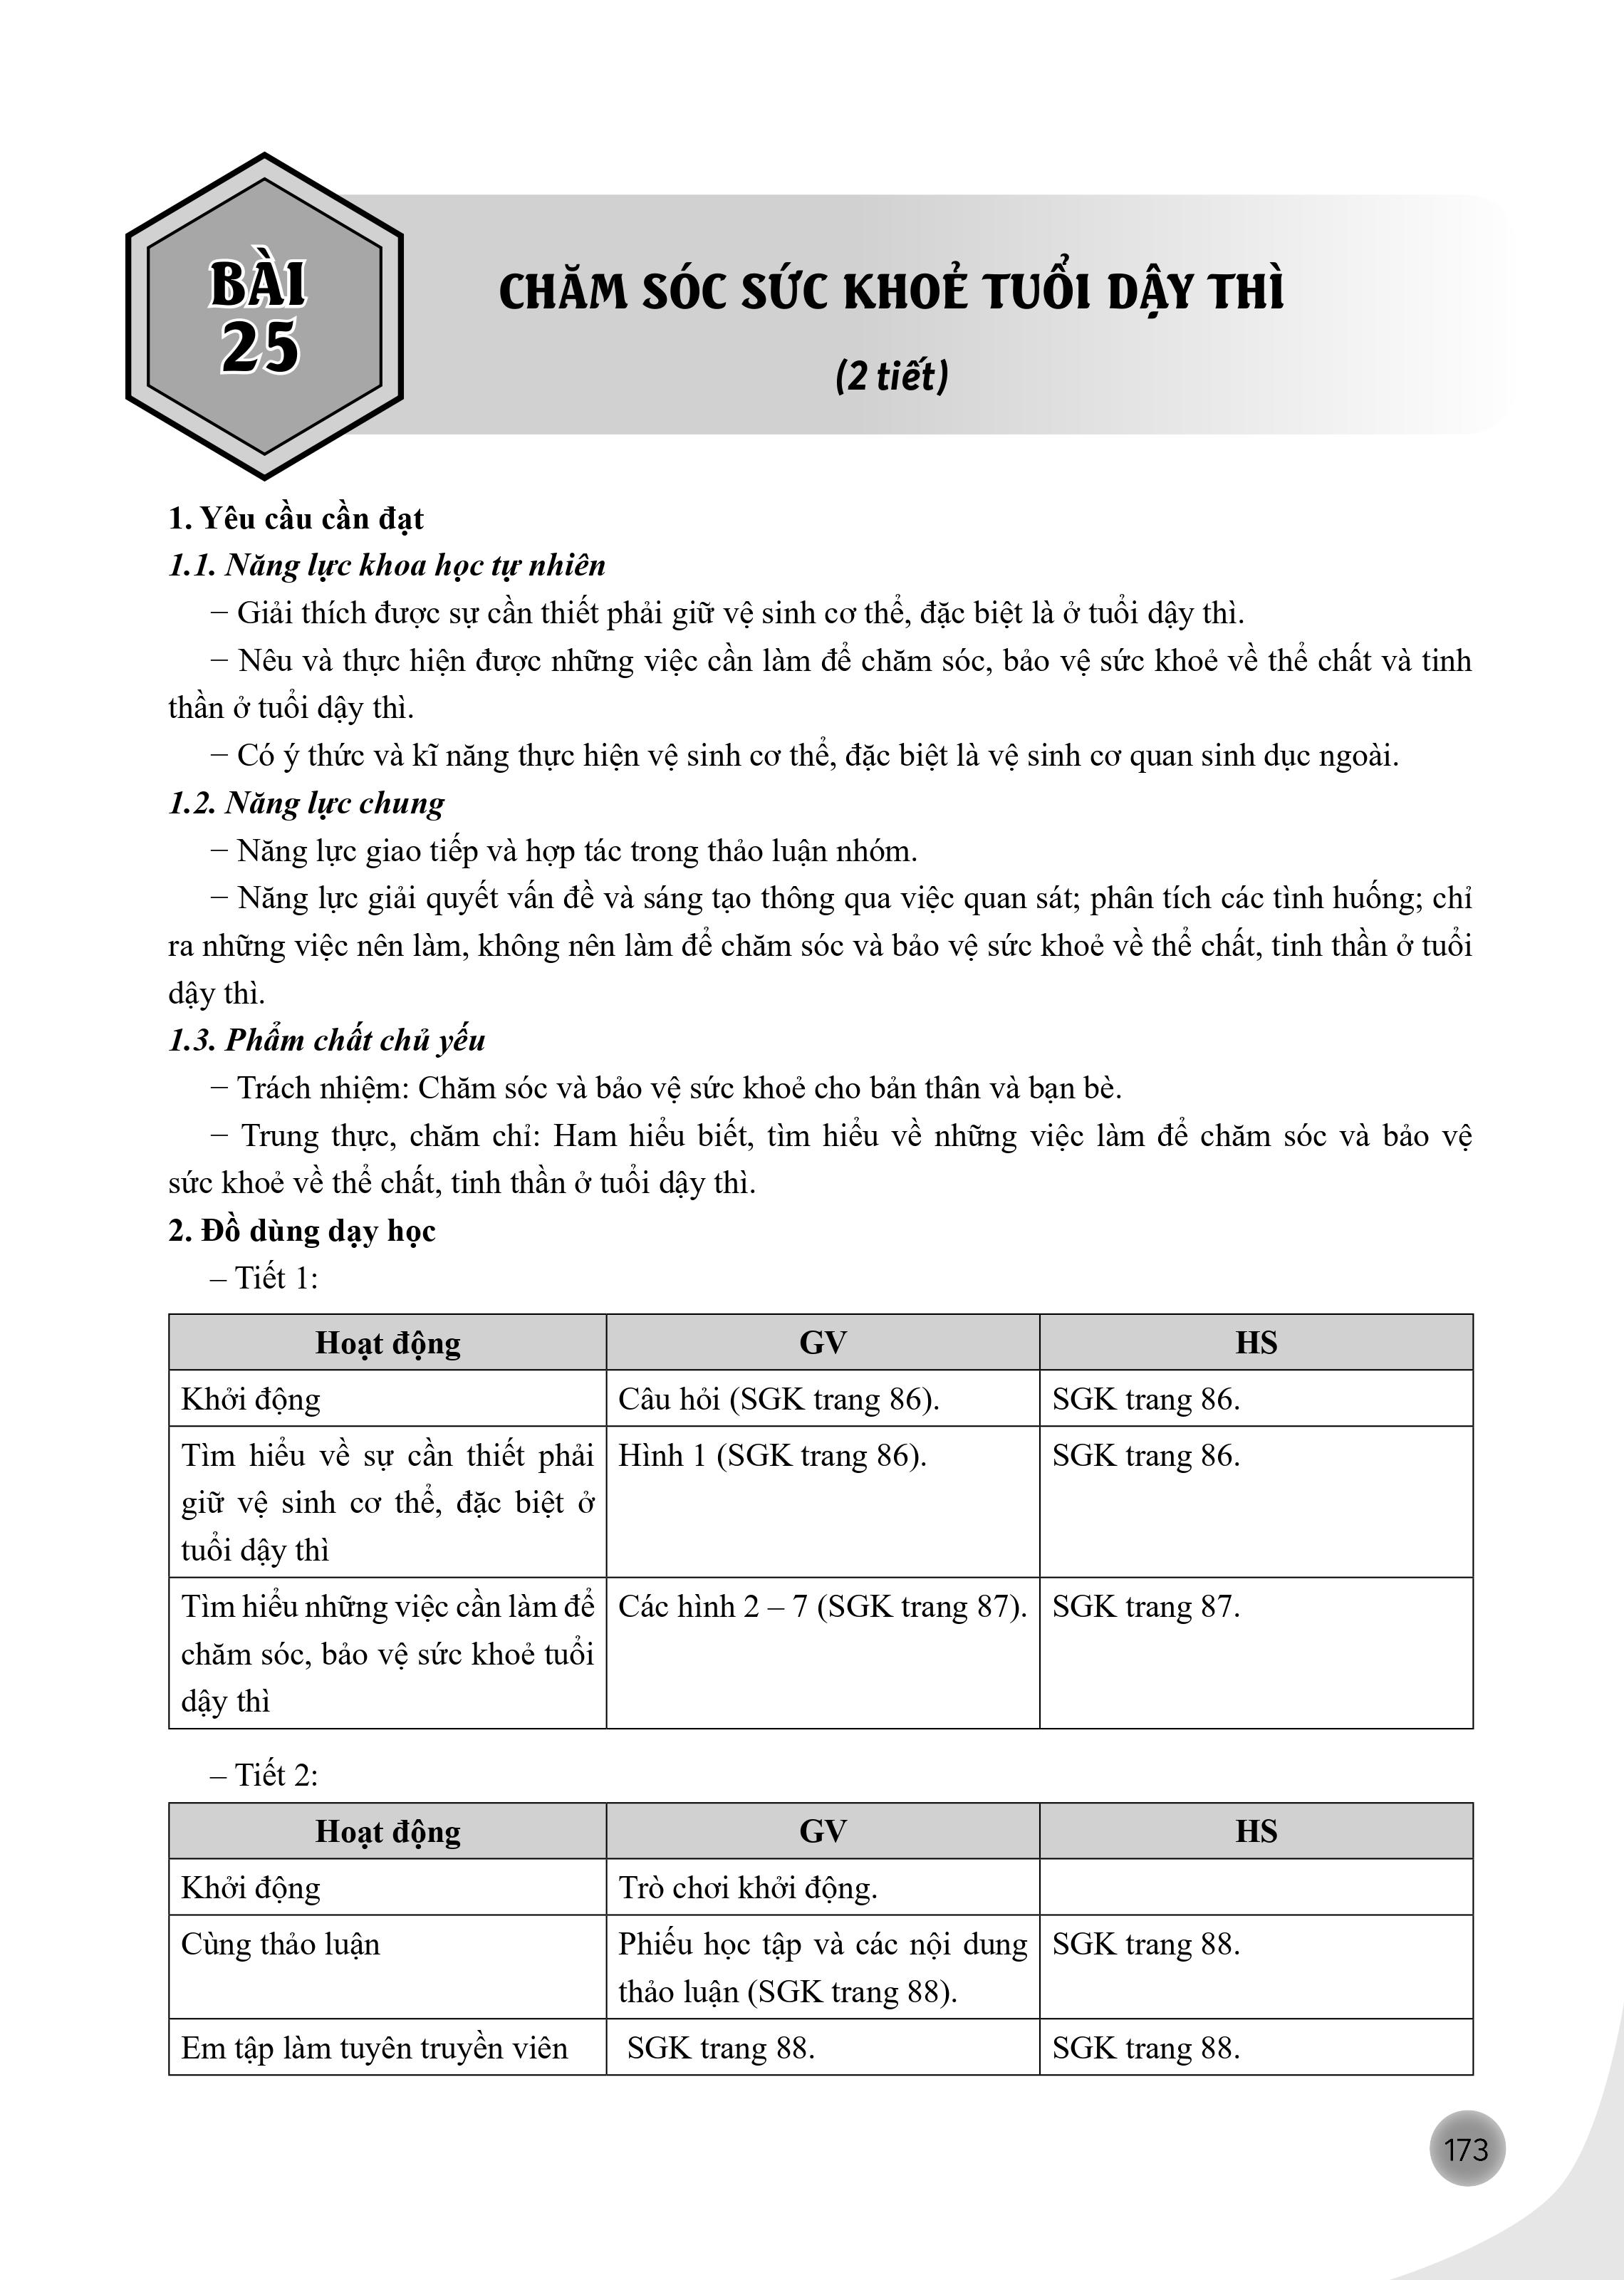 BÀI
25
CHĂM SÓC SỨC KHOẺ TUỔI DẬY THÌ
(2 tiết)
1. Yêu cầu cần đạt
1.1. Năng lực khoa học tự nhiên
− Giải thích được sự cần thiết phải giữ vệ sinh cơ thể, đặc biệt là ở tuổi dậy thì.
− Nêu và thực hiện được những việc cần làm để chăm sóc, bảo vệ sức khoẻ về thể chất và tinh
thần ở tuổi dậy thì.
− Có ý thức và kĩ năng thực hiện vệ sinh cơ thể, đặc biệt là vệ sinh cơ quan sinh dục ngoài.
1.2. Năng lực chung
− Năng lực giao tiếp và hợp tác trong thảo luận nhóm.
− Năng lực giải quyết vấn đề và sáng tạo thông qua việc quan sát; phân tích các tình huống; chỉ
ra những việc nên làm, không nên làm để chăm sóc và bảo vệ sức khoẻ về thể chất, tinh thần ở tuổi
dậy thì.
1.3. Phẩm chất chủ yếu
− Trách nhiệm: Chăm sóc và bảo vệ sức khoẻ cho bản thân và bạn bè.
− Trung thực, chăm chỉ: Ham hiểu biết, tìm hiểu về những việc làm để chăm sóc và bảo vệ
sức khoẻ về thể chất, tinh thần ở tuổi dậy thì.
2. Đồ dùng dạy học
– Tiết 1:
Hoạt động GV HS
Khởi động Câu hỏi (SGK trang 86). SGK trang 86.
Tìm hiểu về sự cần thiết phải Hình 1 (SGK trang 86). SGK trang 86.
giữ vệ sinh cơ thể, đặc biệt ở
tuổi dậy thì
Tìm hiểu những việc cần làm để Các hình 2 – 7 (SGK trang 87). SGK trang 87.
chăm sóc, bảo vệ sức khoẻ tuổi
dậy thì
– Tiết 2:
Hoạt động GV HS
Khởi động Trò chơi khởi động.
Cùng thảo luận Phiếu học tập và các nội dung SGK trang 88.
thảo luận (SGK trang 88).
Em tập làm tuyên truyền viên SGK trang 88. SGK trang 88.
173